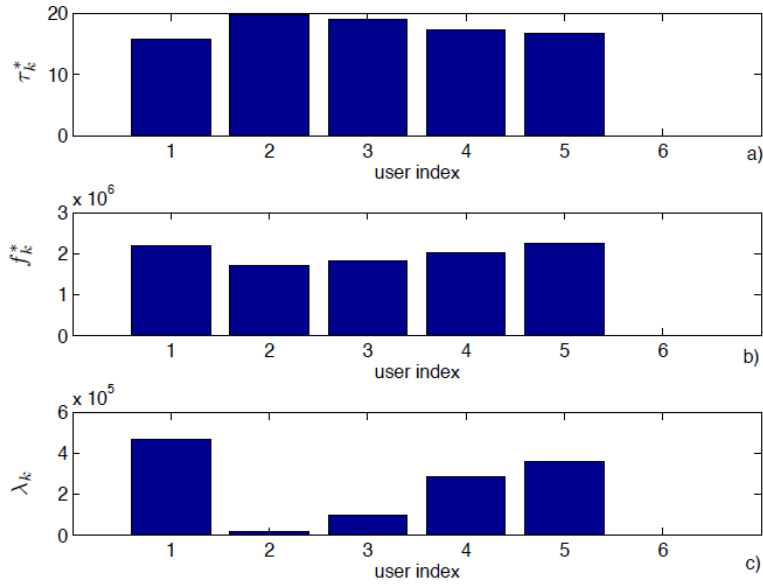 20
10
0
τ*k
1 2 3 4 5 6
user index
a)
x 10^6
3
2
1
0
f*k
1 2 3 4 5 6
user index
b)
x 10^5
6
4
2
0
λk
1 2 3 4 5 6
user index
c)